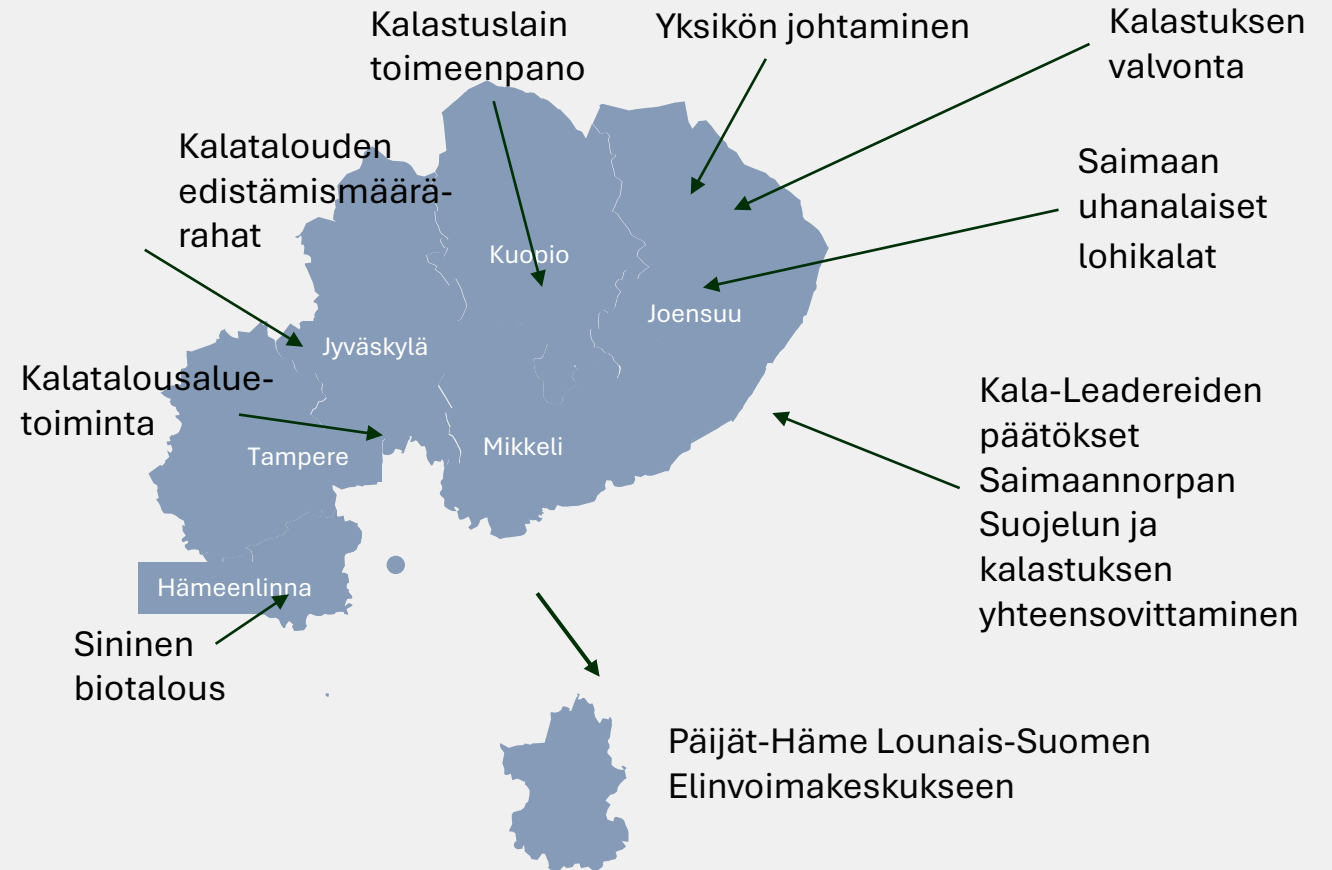 Kalastuslain
toimeenpano
Yksikön johtaminen
Kalastuksen
valvonta
Kalatalouden
edistämismäärä-
rahat
Saimaan
uhanalaiset
lohikalat
Kuopio
Joensuu
Jyväskylä
Kalatalousalue-
toiminta
Tampere
Mikkeli
Kala-Leadereiden
päätökset
Saimaannorpan
Suojelun ja
kalastuksen
yhteensovittaminen
Hämeenlinna
Sininen
biotalous
Päijät-Häme Lounais-Suomen
Elinvoimakeskukseen